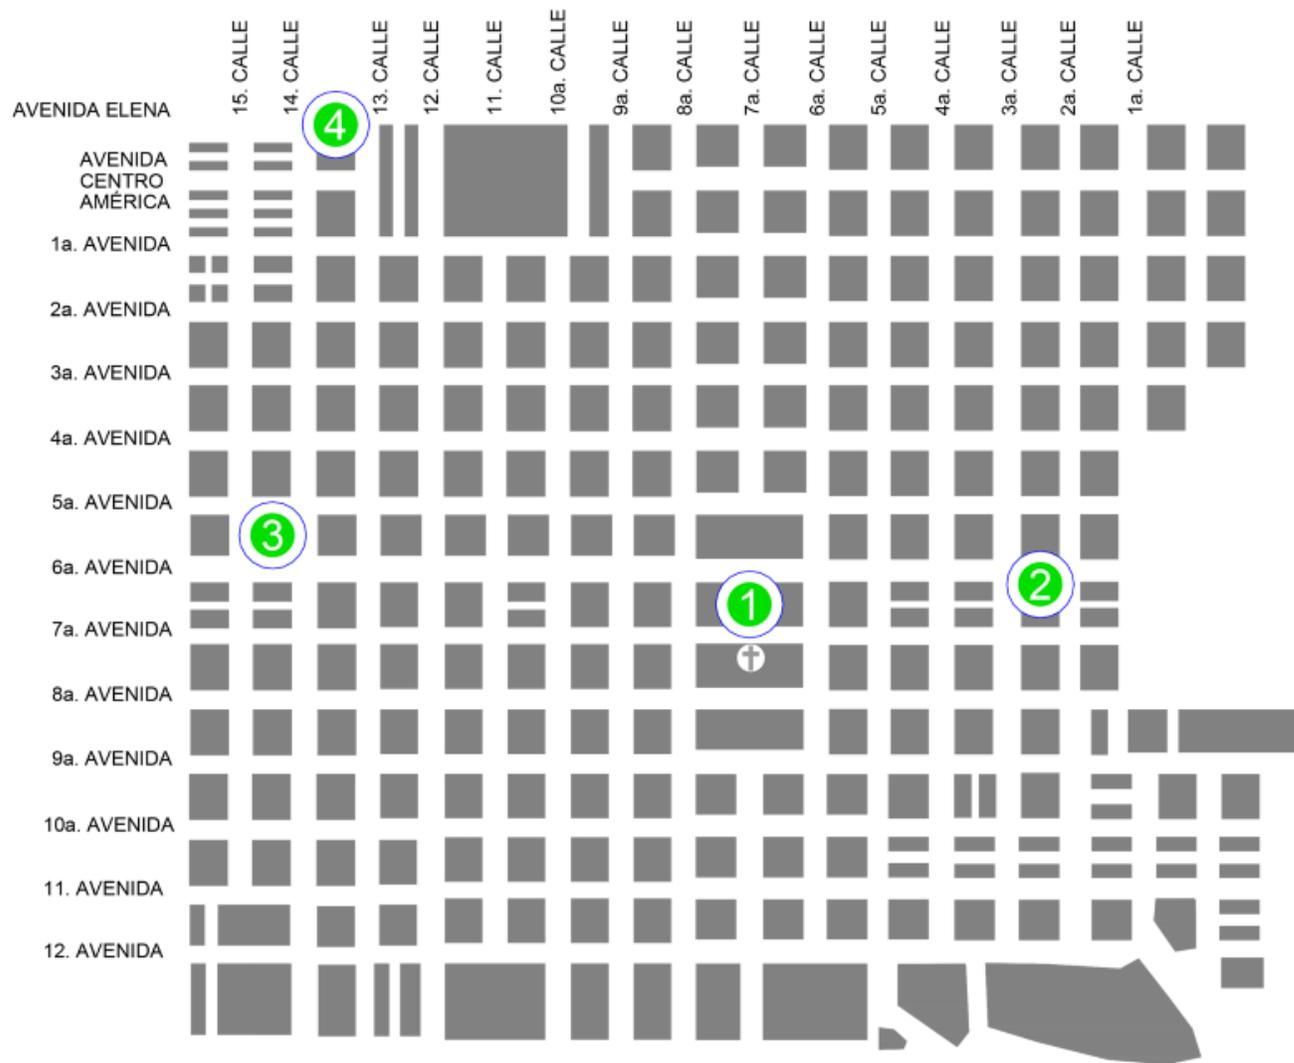 15. CALLE
14. CALLE
13. CALLE
12. CALLE
11. CALLE
10a. CALLE
9a. CALLE
8a. CALLE
7a. CALLE
6a. CALLE
5a. CALLE
4a. CALLE
3a. CALLE
2a. CALLE
1a. CALLE
AVENIDA ELENA
4
AVENIDA
CENTRO
AMÉRICA
1a. AVENIDA
2a. AVENIDA
3a. AVENIDA
4a. AVENIDA
5a. AVENIDA
3
6a. AVENIDA
2
1
7a. AVENIDA
8a. AVENIDA
9a. AVENIDA
10a. AVENIDA
11. AVENIDA
12. AVENIDA